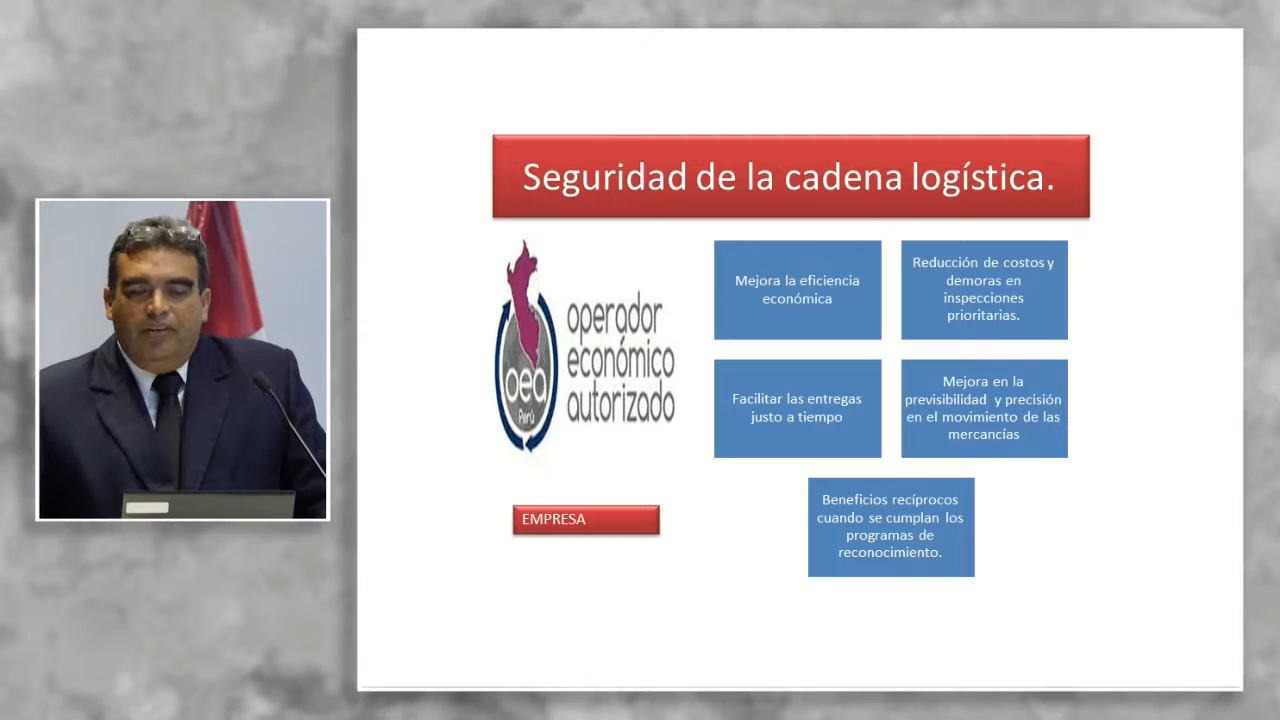 Seguridad de la cadena logística.
operador
económico
autorizado
oea
Perú
Mejora la eficiencia
económica
Reducción de costos y
demoras en
inspecciones
prioritarias.
Facilitar las entregas
justo a tiempo
Mejora en la
previsibilidad y precisión
en el movimiento de las
mercancías
EMPRESA
Beneficios recíprocos
cuando se cumplan los
programas de
reconocimiento.